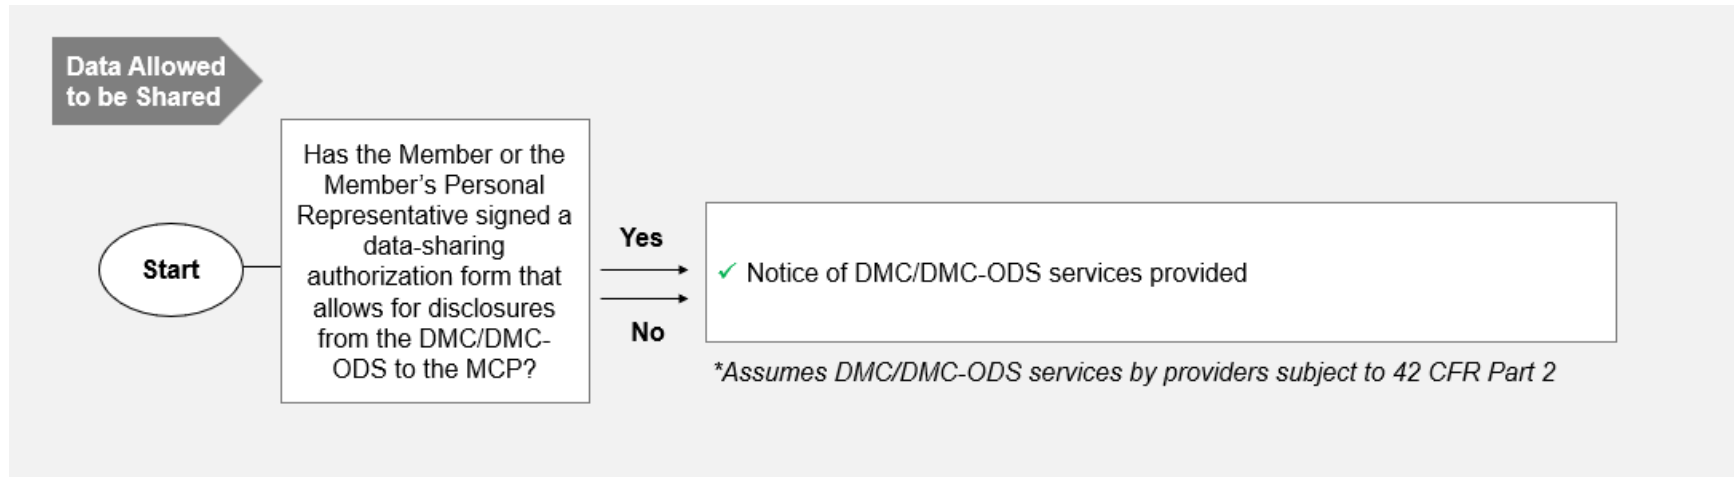 Data Allowed
to be Shared
Start
Has the Member or the
Member’s Personal
Representative signed a
data-sharing
authorization form that
allows for disclosures
from the DMC/DMC-
ODS to the MCP?
Yes
No
✓ Notice of DMC/DMC-ODS services provided
*Assumes DMC/DMC-ODS services by providers subject to 42 CFR Part 2